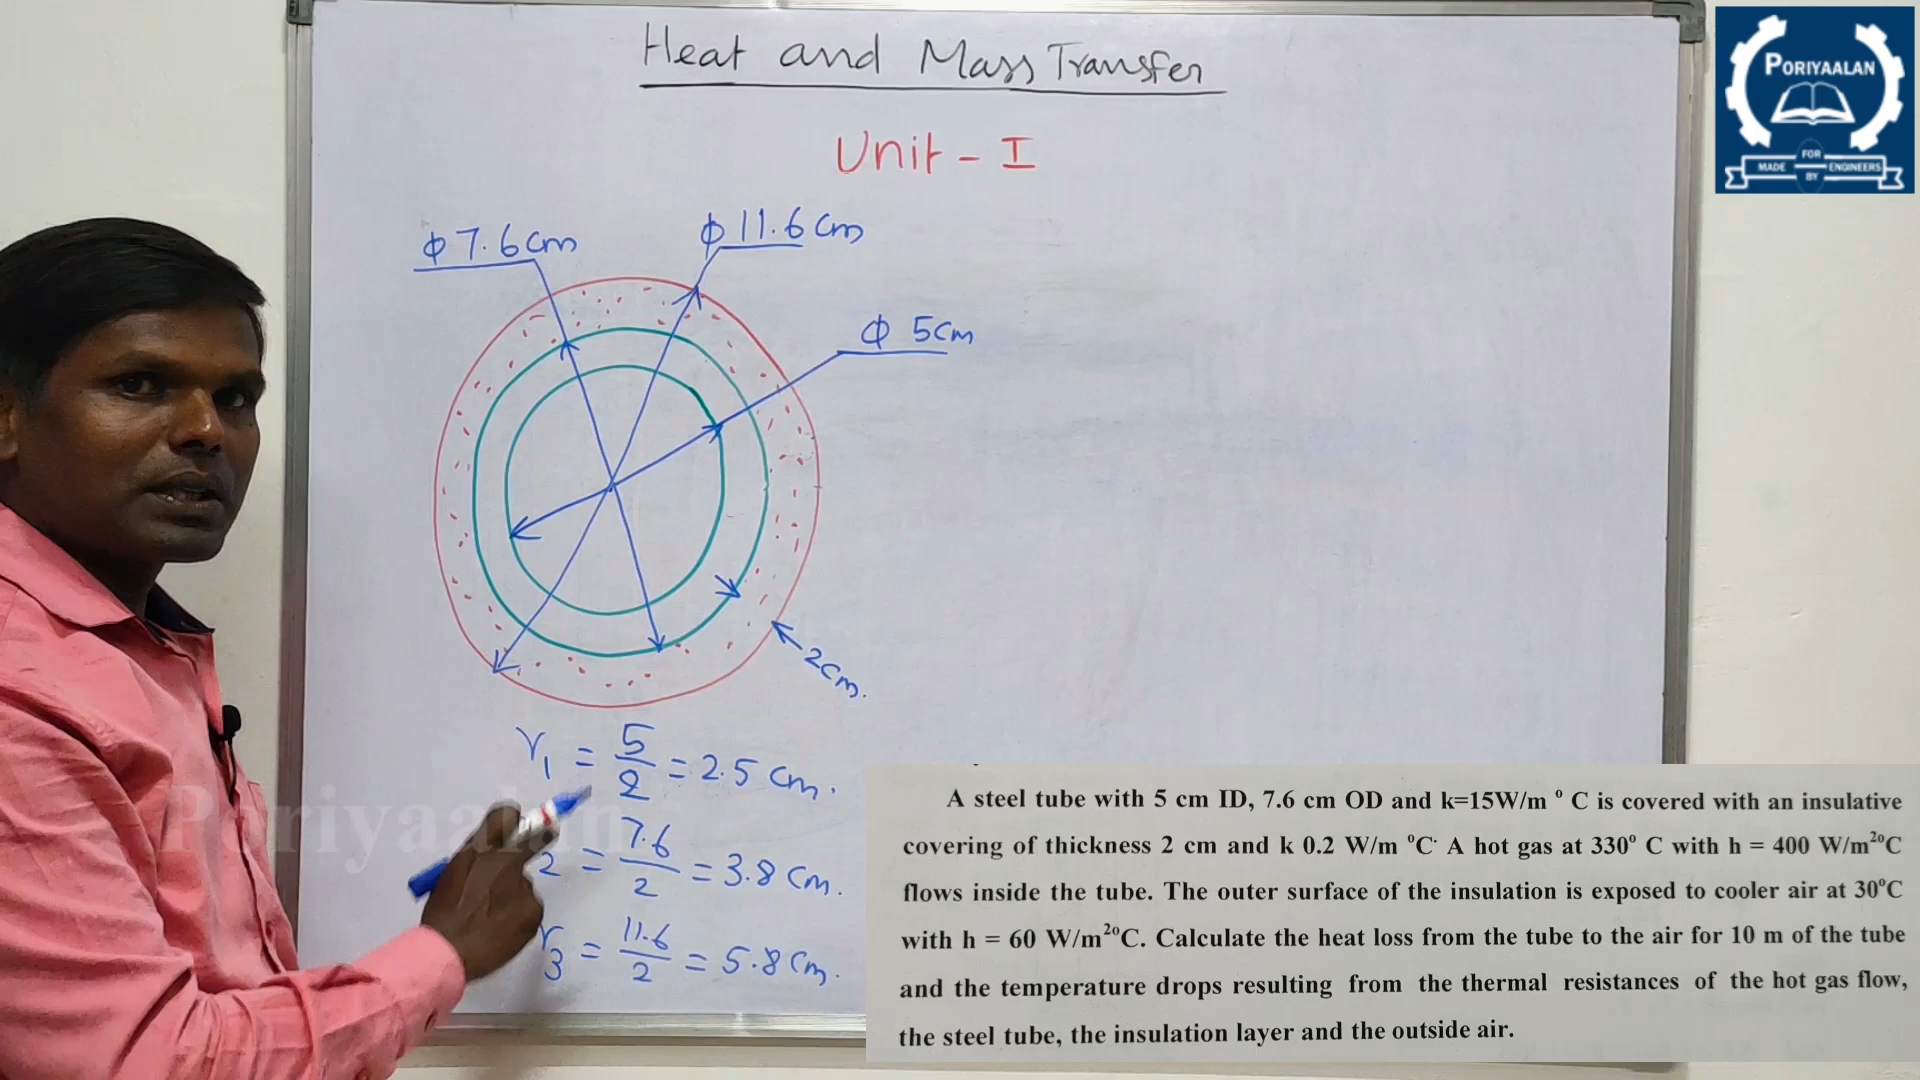 Heat and Mass Transfer
Unit - I
PORIYAALAN
MADE FOR ENGINEERS
BY
Φ 7.6 cm
Φ 11.6 cm
Φ 5 cm
2 cm.
r1 = 5/2 = 2.5 cm.
2 = 7.6/2 = 3.8 cm.
r3 = 11.6/2 = 5.8 cm.
Poriyaalan
A steel tube with 5 cm ID, 7.6 cm OD and k=15W/m ° C is covered with an insulative
covering of thickness 2 cm and k 0.2 W/m °C. A hot gas at 330° C with h = 400 W/m²°C
flows inside the tube. The outer surface of the insulation is exposed to cooler air at 30°C
with h = 60 W/m²°C. Calculate the heat loss from the tube to the air for 10 m of the tube
and the temperature drops resulting from the thermal resistances of the hot gas flow,
the steel tube, the insulation layer and the outside air.